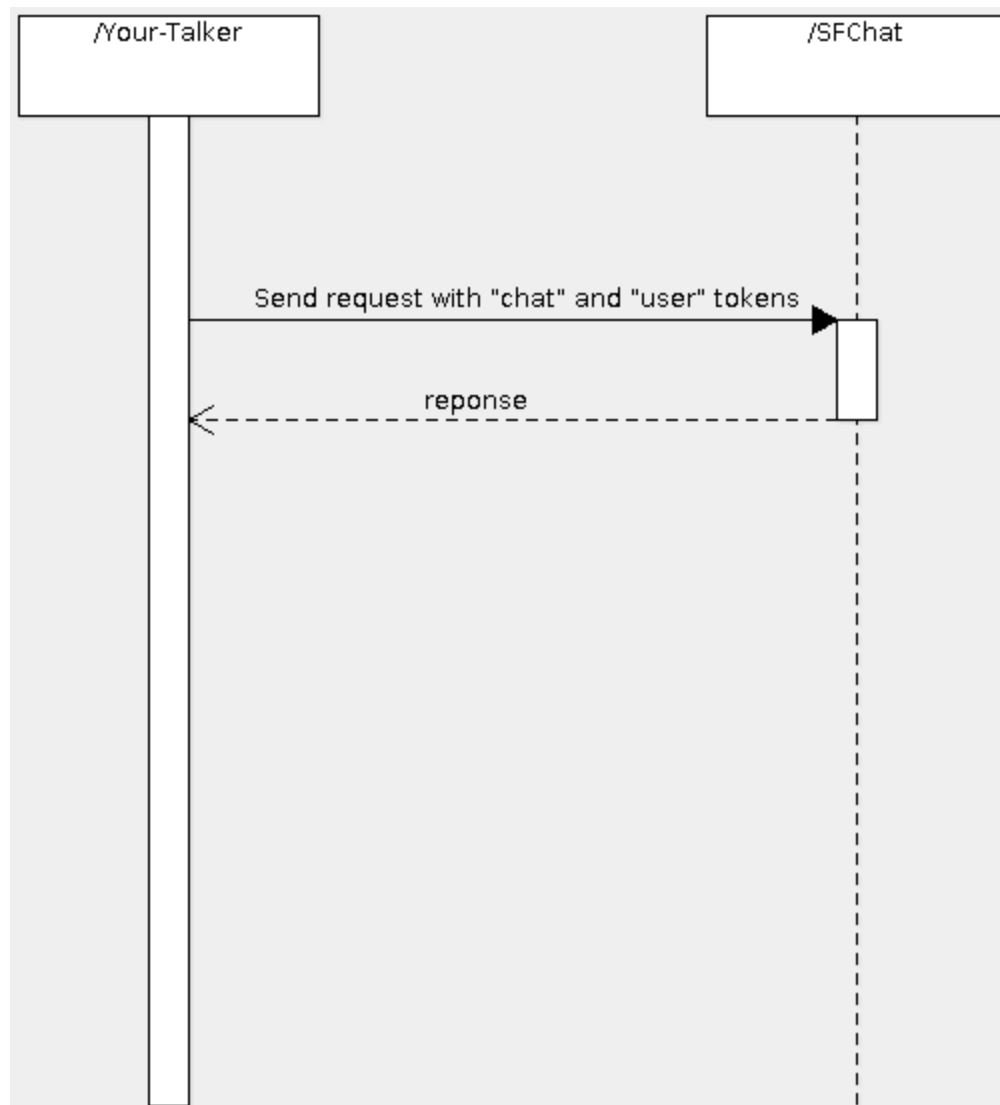 /Your-Talker
/SFChat
Send request with "chat" and "user" tokens
reponse